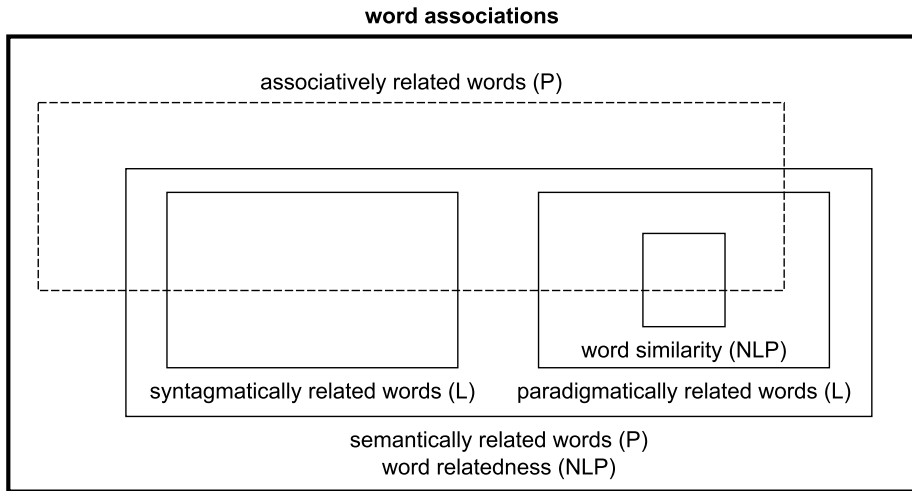 word associations
associatively related words (P)
word similarity (NLP)
syntagmatically related words (L)
paradigmatically related words (L)
semantically related words (P)
word relatedness (NLP)